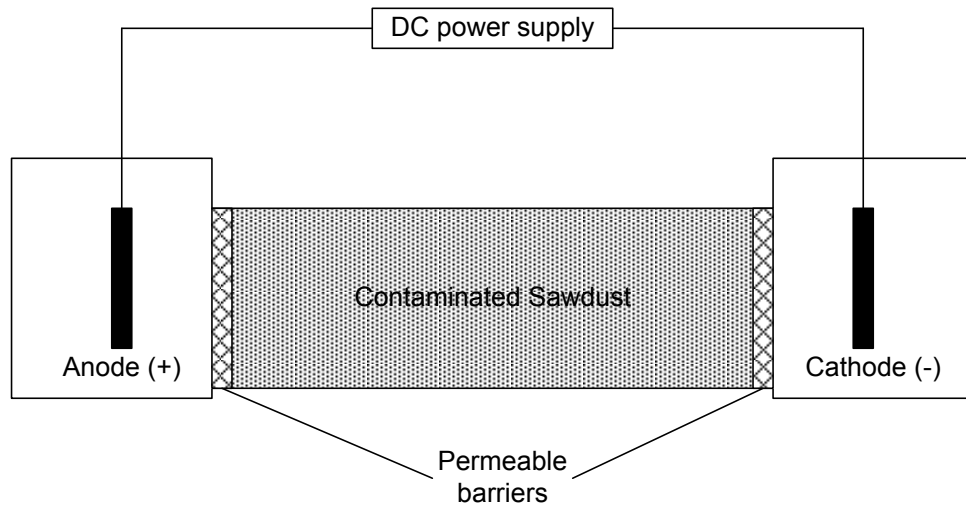 DC power supply
Contaminated Sawdust
Anode (+)
Cathode (-)
Permeable
barriers